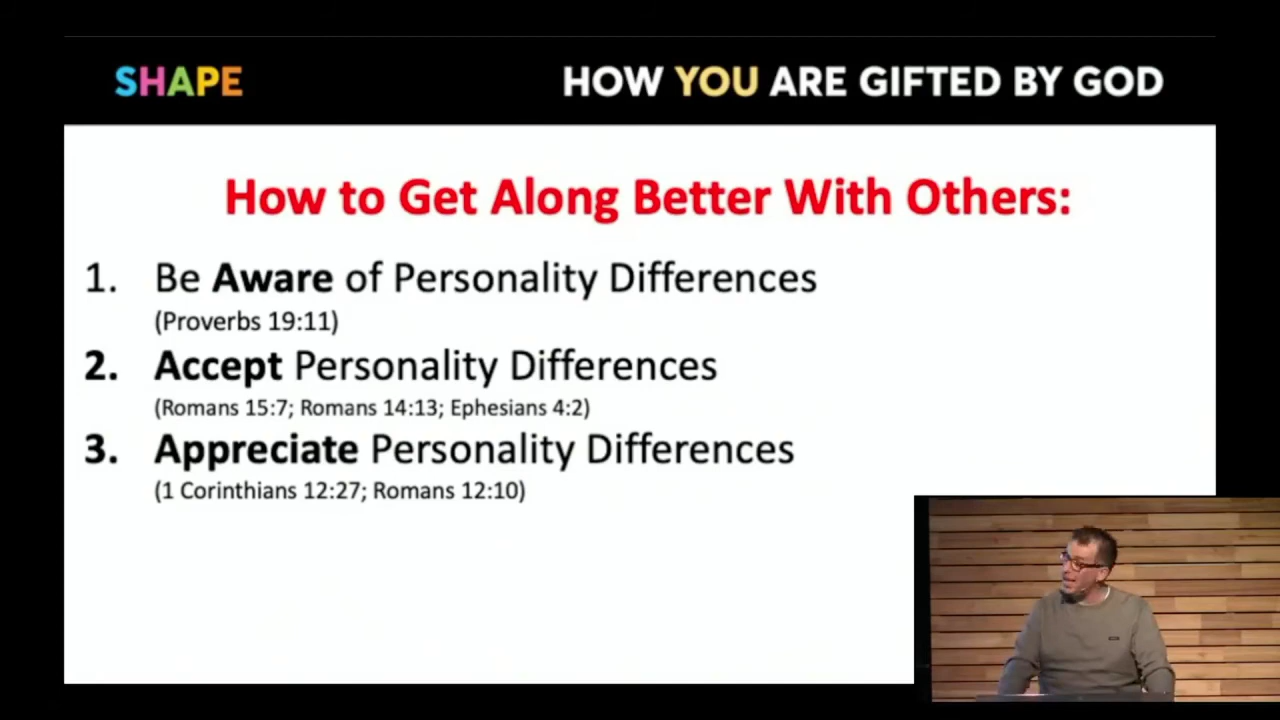 SHAPE
HOW YOU ARE GIFTED BY GOD
How to Get Along Better With Others:
1. Be Aware of Personality Differences
(Proverbs 19:11)
2. Accept Personality Differences
(Romans 15:7; Romans 14:13; Ephesians 4:2)
3. Appreciate Personality Differences
(1 Corinthians 12:27; Romans 12:10)